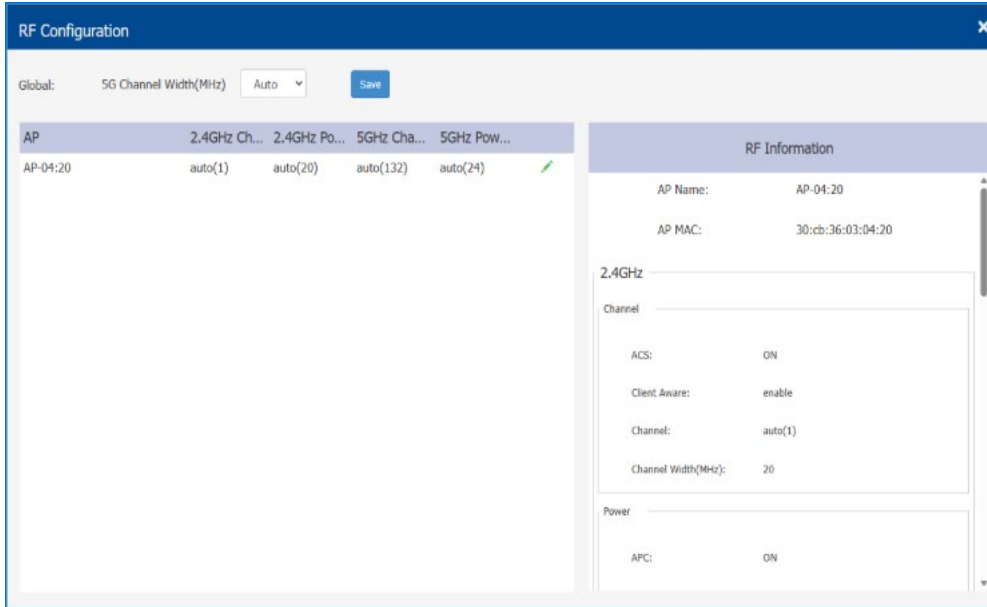 RF Configuration
Global: 5G Channel Width(MHz) Auto Save
AP 2.4GHz Ch... 2.4GHz Po... 5GHz Cha... 5GHz Pow...
AP-04:20 auto(1) auto(20) auto(132) auto(24)
RF Information
AP Name: AP-04:20
AP MAC: 30:cb:36:03:04:20
2.4GHz
Channel
ACS: ON
Client Aware: enable
Channel: auto(1)
Channel Width(MHz): 20
Power
APC: ON